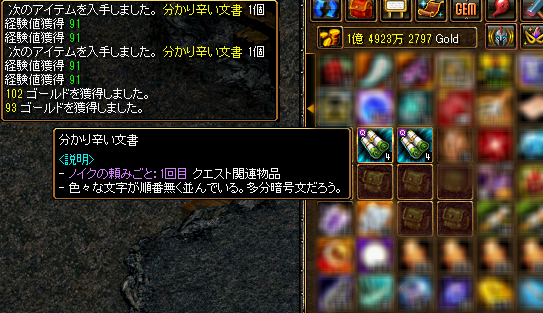 次のアイテムを入手しました。分かり辛い文書 1個
経験値獲得 91
経験値獲得 91
次のアイテムを入手しました。分かり辛い文書 1個
経験値獲得 91
経験値獲得 91
102 ゴールドを獲得しました。
93 ゴールドを獲得しました。
GEM
1億 4923万 2797 Gold
分かり辛い文書
<説明>
- ノイクの頼みごと: 1回目 クエスト関連物品
- 色々な文字が順番無く並んでいる。多分暗号文だろう。
Q 4
Q 4